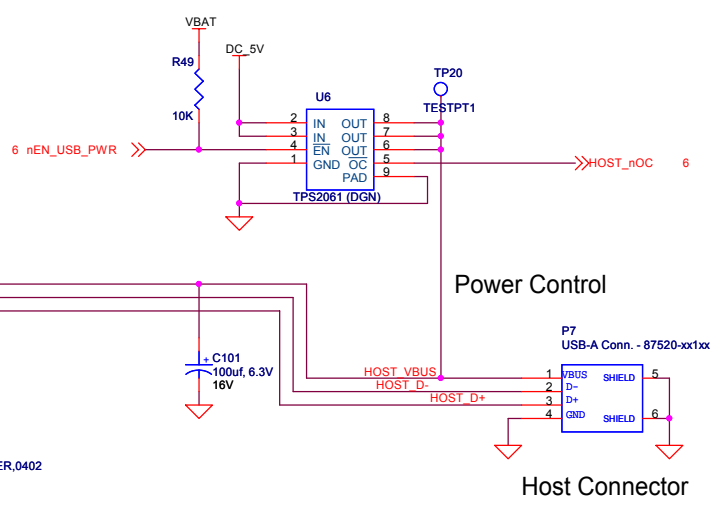 VBAT
DC_5V
R49
10K
TP20
TESTPT1
U6
2 IN OUT 8
3 IN OUT 7
4 EN OUT 6
1 GND OC 5
PAD 9
TPS2061 (DGN)
6 nEN_USB_PWR
HOST_nOC 6
Power Control
P7
USB-A Conn. - 87520-xx1xx
+ C101
100uf, 6.3V
16V
HOST_VBUS 1 VBUS SHIELD 5
HOST_D- 2 D-
HOST_D+ 3 D+
4 GND SHIELD 6
ER,0402
Host Connector